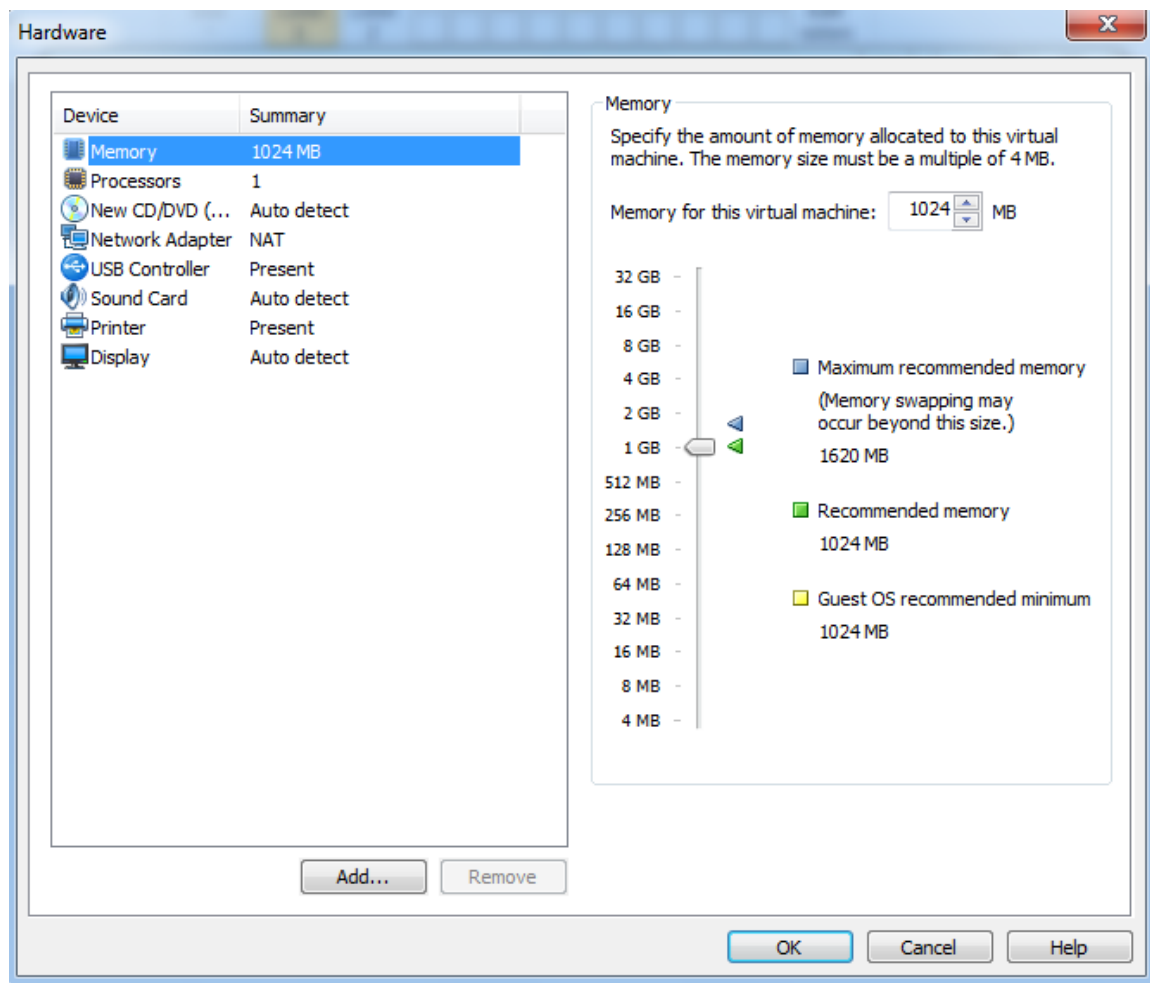 Hardware
Device Summary
Memory 1024 MB
Processors 1
New CD/DVD (... Auto detect
Network Adapter NAT
USB Controller Present
Sound Card Auto detect
Printer Present
Display Auto detect
Add... Remove
Memory
Specify the amount of memory allocated to this virtual
machine. The memory size must be a multiple of 4 MB.
Memory for this virtual machine: 1024 MB
32 GB
16 GB
8 GB
4 GB
2 GB
1 GB
512 MB
256 MB
128 MB
64 MB
32 MB
16 MB
8 MB
4 MB
Maximum recommended memory
(Memory swapping may
occur beyond this size.)
1620 MB
Recommended memory
1024 MB
Guest OS recommended minimum
1024 MB
OK Cancel Help